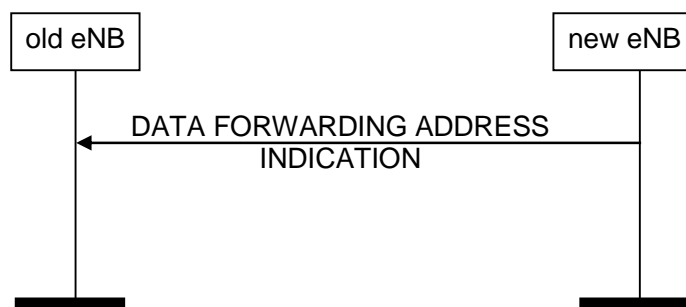 old eNB
new eNB
DATA FORWARDING ADDRESS
INDICATION